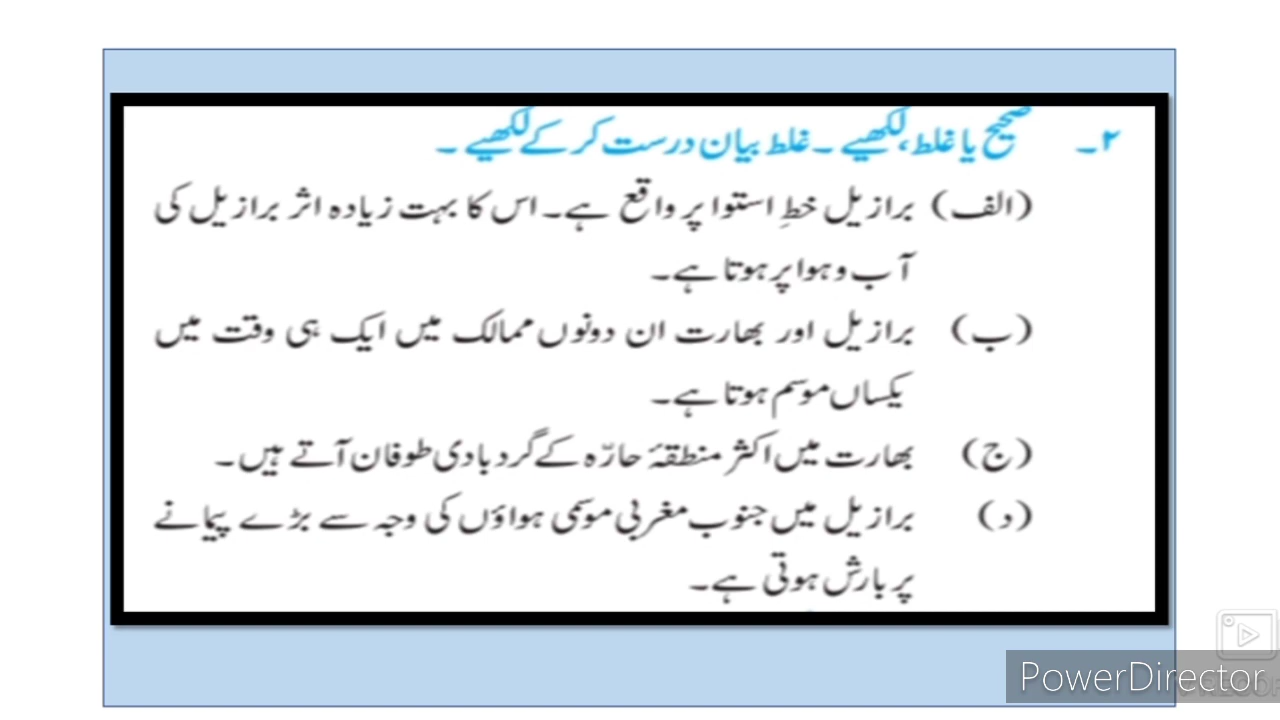 ۲۔ صحیح یا غلط، لکھیے ۔ غلط بیان درست کر کے لکھیے ۔
(الف) برازیل خطِ استوا پر واقع ہے۔ اس کا بہت زیادہ اثر برازیل کی
آب و ہوا پر ہوتا ہے۔
(ب) برازیل اور بھارت ان دونوں ممالک میں ایک ہی وقت میں
یکساں موسم ہوتا ہے۔
(ج) بھارت میں اکثر منطقۂ حارّہ کے گرد بادی طوفان آتے ہیں۔
(د) برازیل میں جنوب مغربی موسمی ہواؤں کی وجہ سے بڑے پیمانے
پر بارش ہوتی ہے۔
PowerDirector